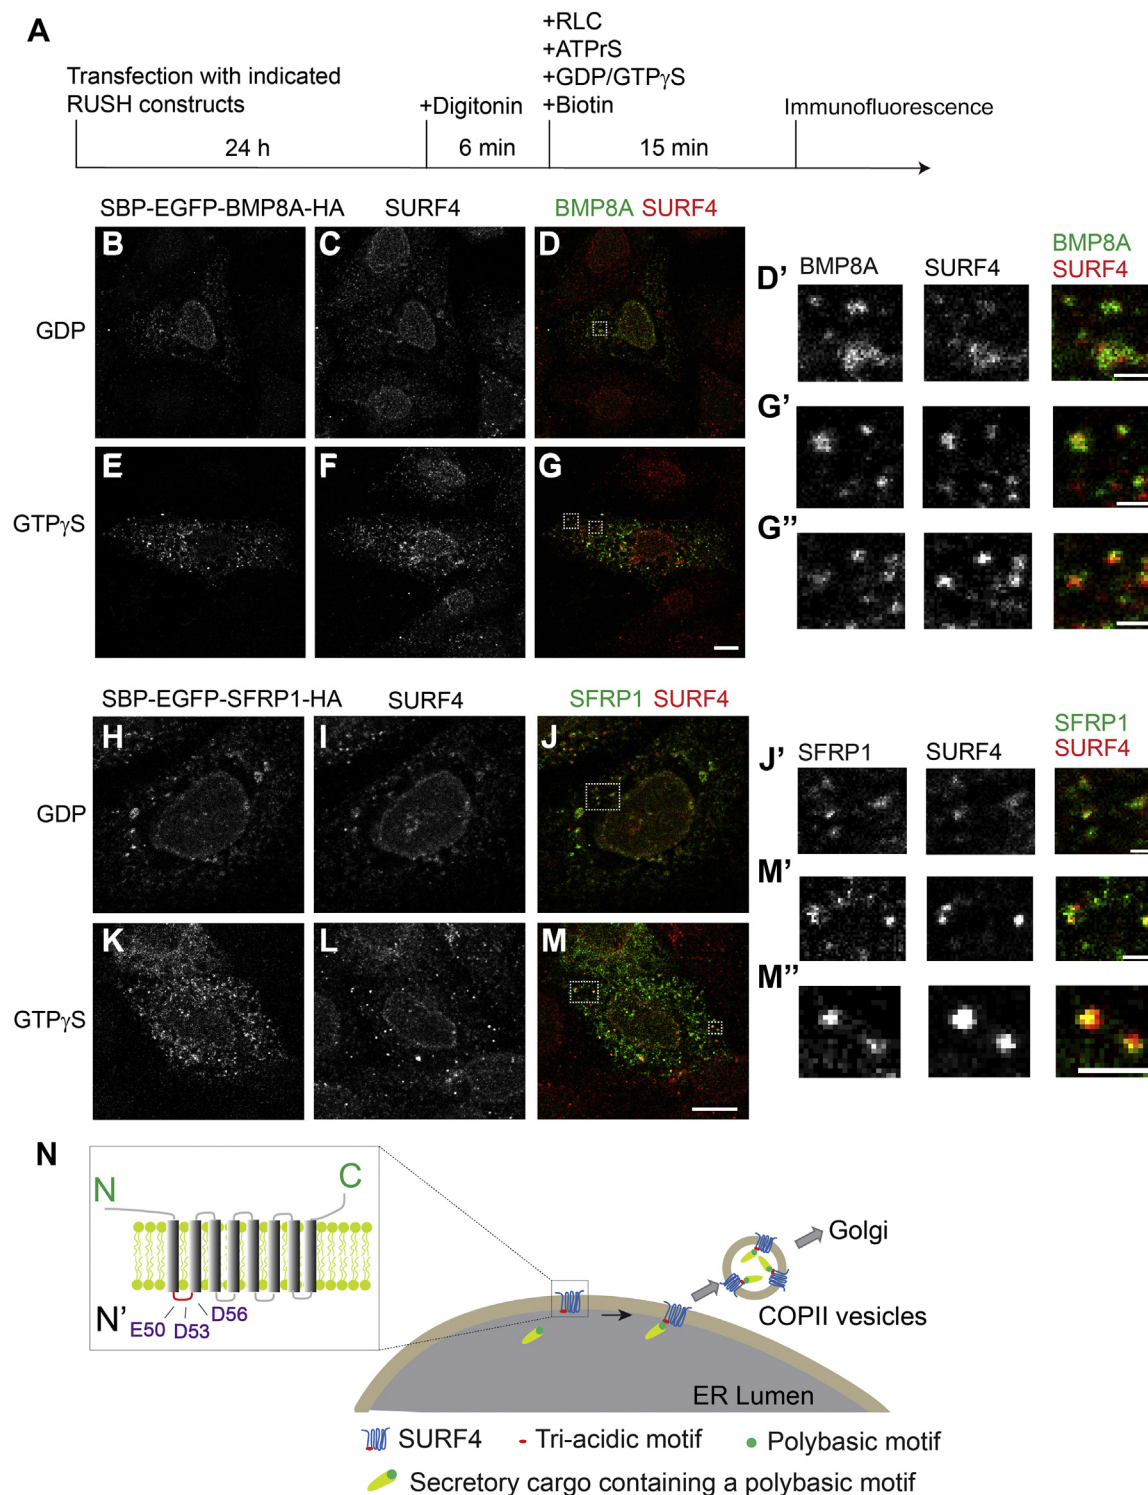 A
Transfection with indicated
RUSH constructs
+Digitonin
+RLC
+ATPrS
+GDP/GTPγS
+Biotin
Immunofluorescence
24 h
6 min
15 min
SBP-EGFP-BMP8A-HA
SURF4
BMP8A SURF4
GDP
B
C
D
D'
BMP8A
SURF4
BMP8A
SURF4
GTPγS
E
F
G
G'
G"
SBP-EGFP-SFRP1-HA
SURF4
SFRP1 SURF4
GDP
H
I
J
J'
SFRP1
SURF4
SFRP1
SURF4
GTPγS
K
L
M
M'
M"
N
N
C
N'
E50
D53
D56
Golgi
COPII vesicles
ER Lumen
SURF4
Tri-acidic motif
Polybasic motif
Secretory cargo containing a polybasic motif